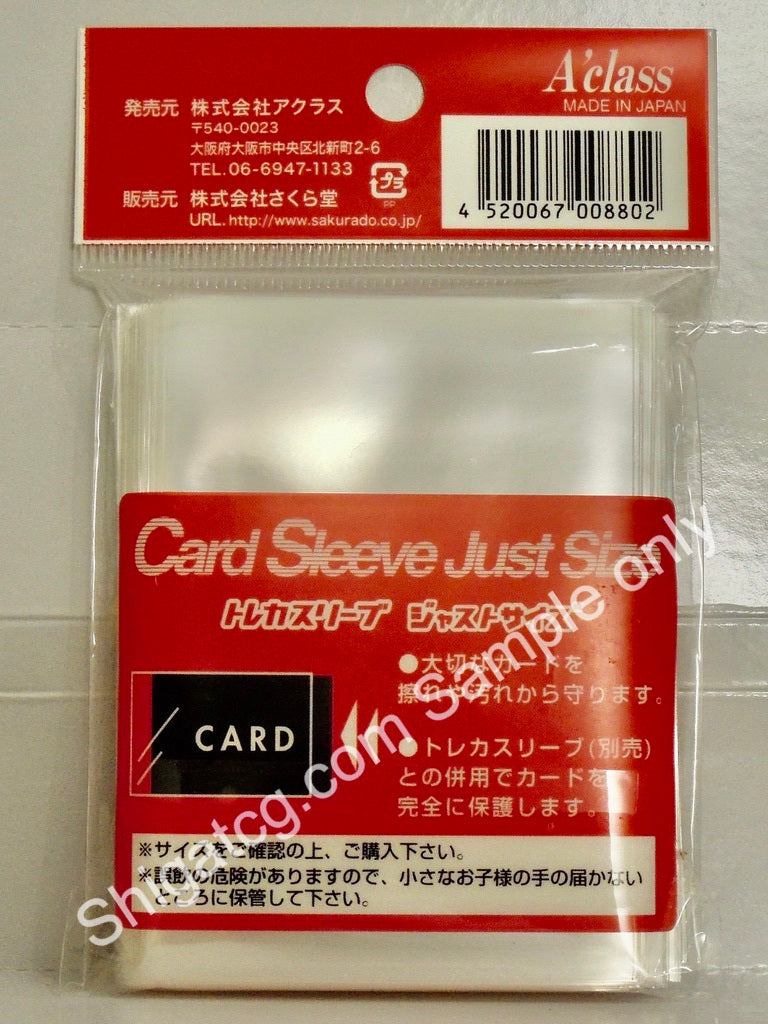 A'class
MADE IN JAPAN
発売元 株式会社アクラス
〒540-0023
大阪府大阪市中央区北新町2-6
TEL. 06-6947-1133
プラ
PP
販売元 株式会社さくら堂
URL. http://www.sakurado.co.jp/
4 520067 008802
Card Sleeve Just Size
トレカスリーブ ジャストサイズ
●大切なカードを
擦れや汚れから守ります。
CARD
●トレカスリーブ(別売)
との併用でカードを
完全に保護します。
※サイズをご確認の上、ご購入下さい。
※誤飲の危険がありますので、小さなお子様の手の届かない
ところに保管して下さい。
Shigatcg.com Sample only